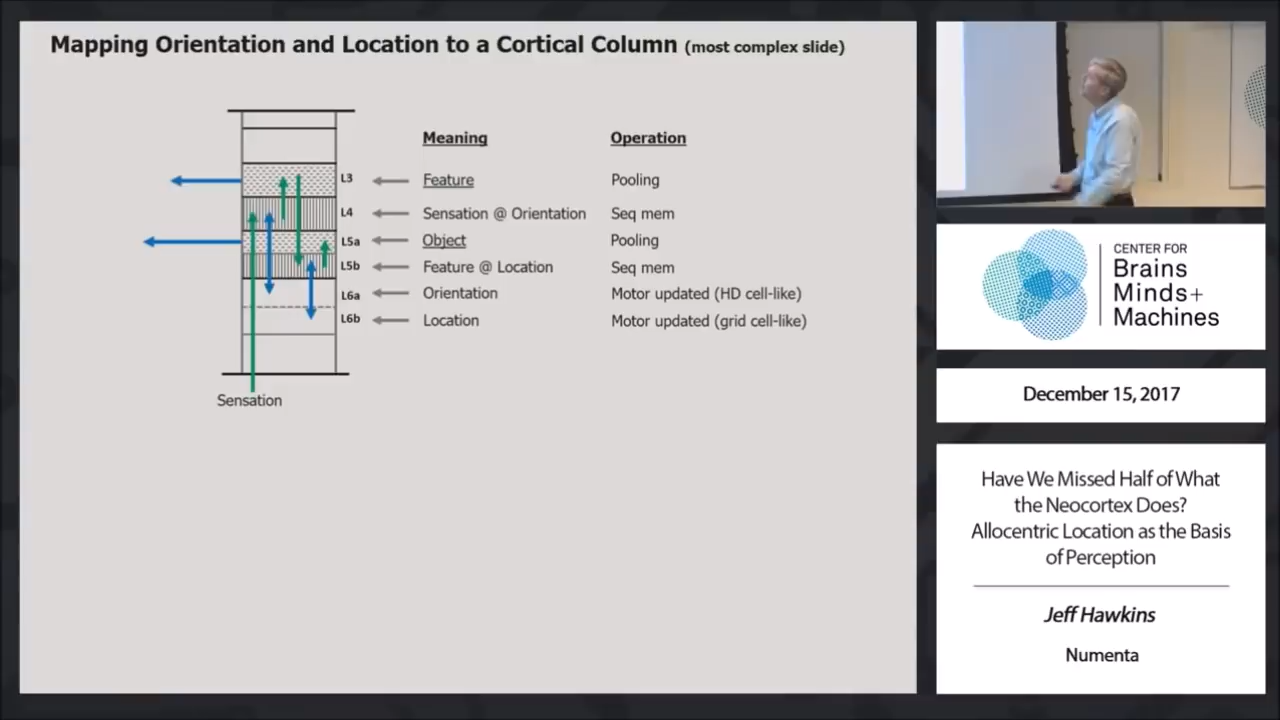 Mapping Orientation and Location to a Cortical Column (most complex slide)
Meaning Operation
L3 Feature Pooling
L4 Sensation @ Orientation Seq mem
L5a Object Pooling
L5b Feature @ Location Seq mem
L6a Orientation Motor updated (HD cell-like)
L6b Location Motor updated (grid cell-like)
Sensation
CENTER FOR
Brains
Minds+
Machines
December 15, 2017
Have We Missed Half of What
the Neocortex Does?
Allocentric Location as the Basis
of Perception
Jeff Hawkins
Numenta